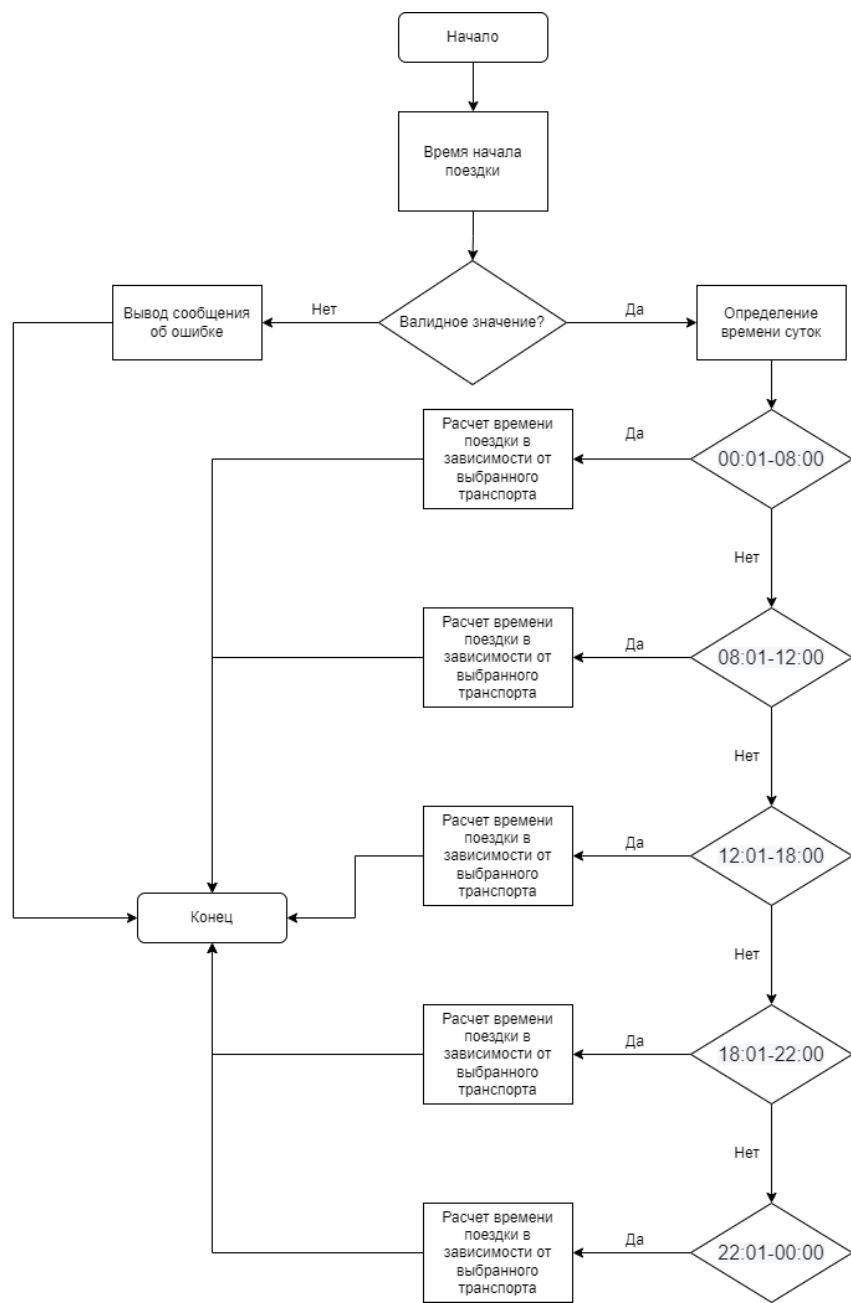 Начало
Время начала
поездки
Вывод сообщения
об ошибке
Нет
Валидное значение?
Да
Определение
времени суток
Расчет времени
поездки в
зависимости от
выбранного
транспорта
Да
00:01-08:00
Нет
Расчет времени
поездки в
зависимости от
выбранного
транспорта
Да
08:01-12:00
Нет
Расчет времени
поездки в
зависимости от
выбранного
транспорта
Да
12:01-18:00
Конец
Нет
Расчет времени
поездки в
зависимости от
выбранного
транспорта
Да
18:01-22:00
Нет
Расчет времени
поездки в
зависимости от
выбранного
транспорта
Да
22:01-00:00